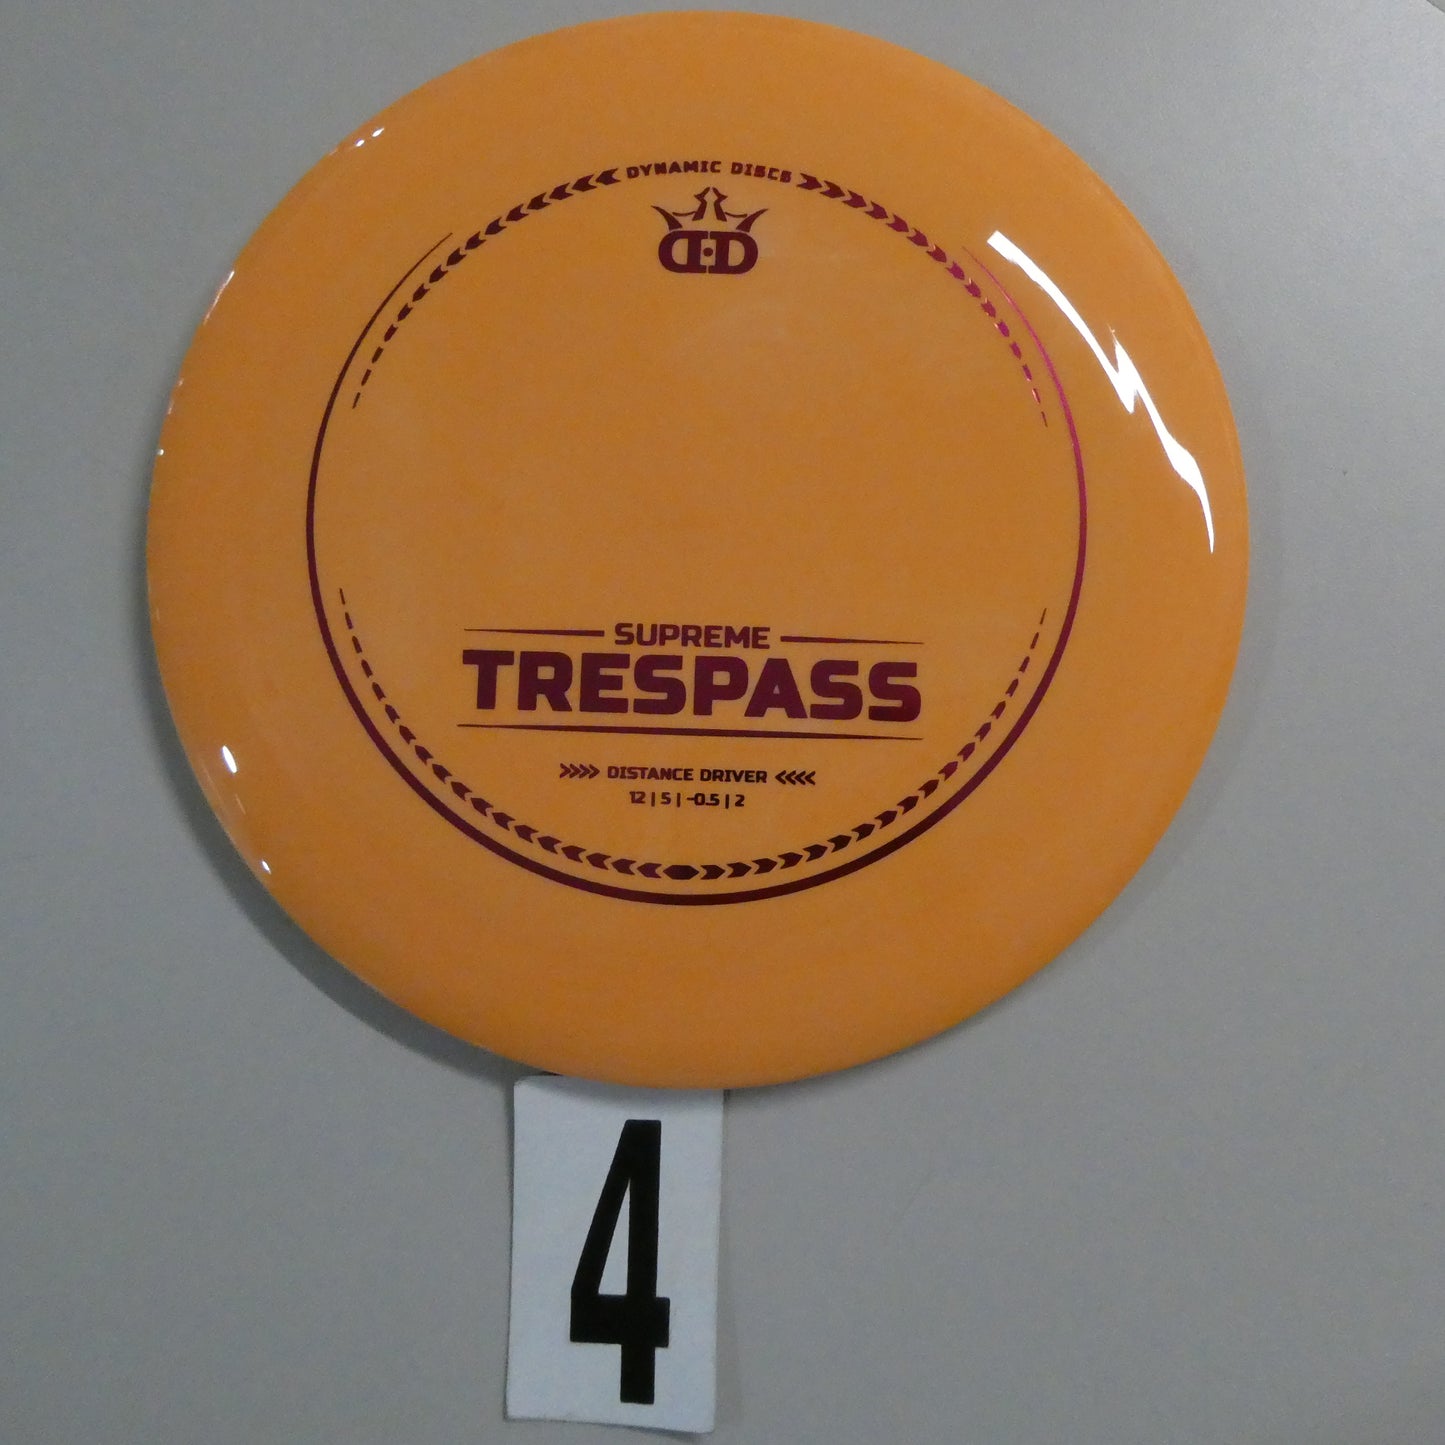 DYNAMIC DISCS
D·D
SUPREME
TRESPASS
DISTANCE DRIVER
12 | 5 | -0.5 | 2
4